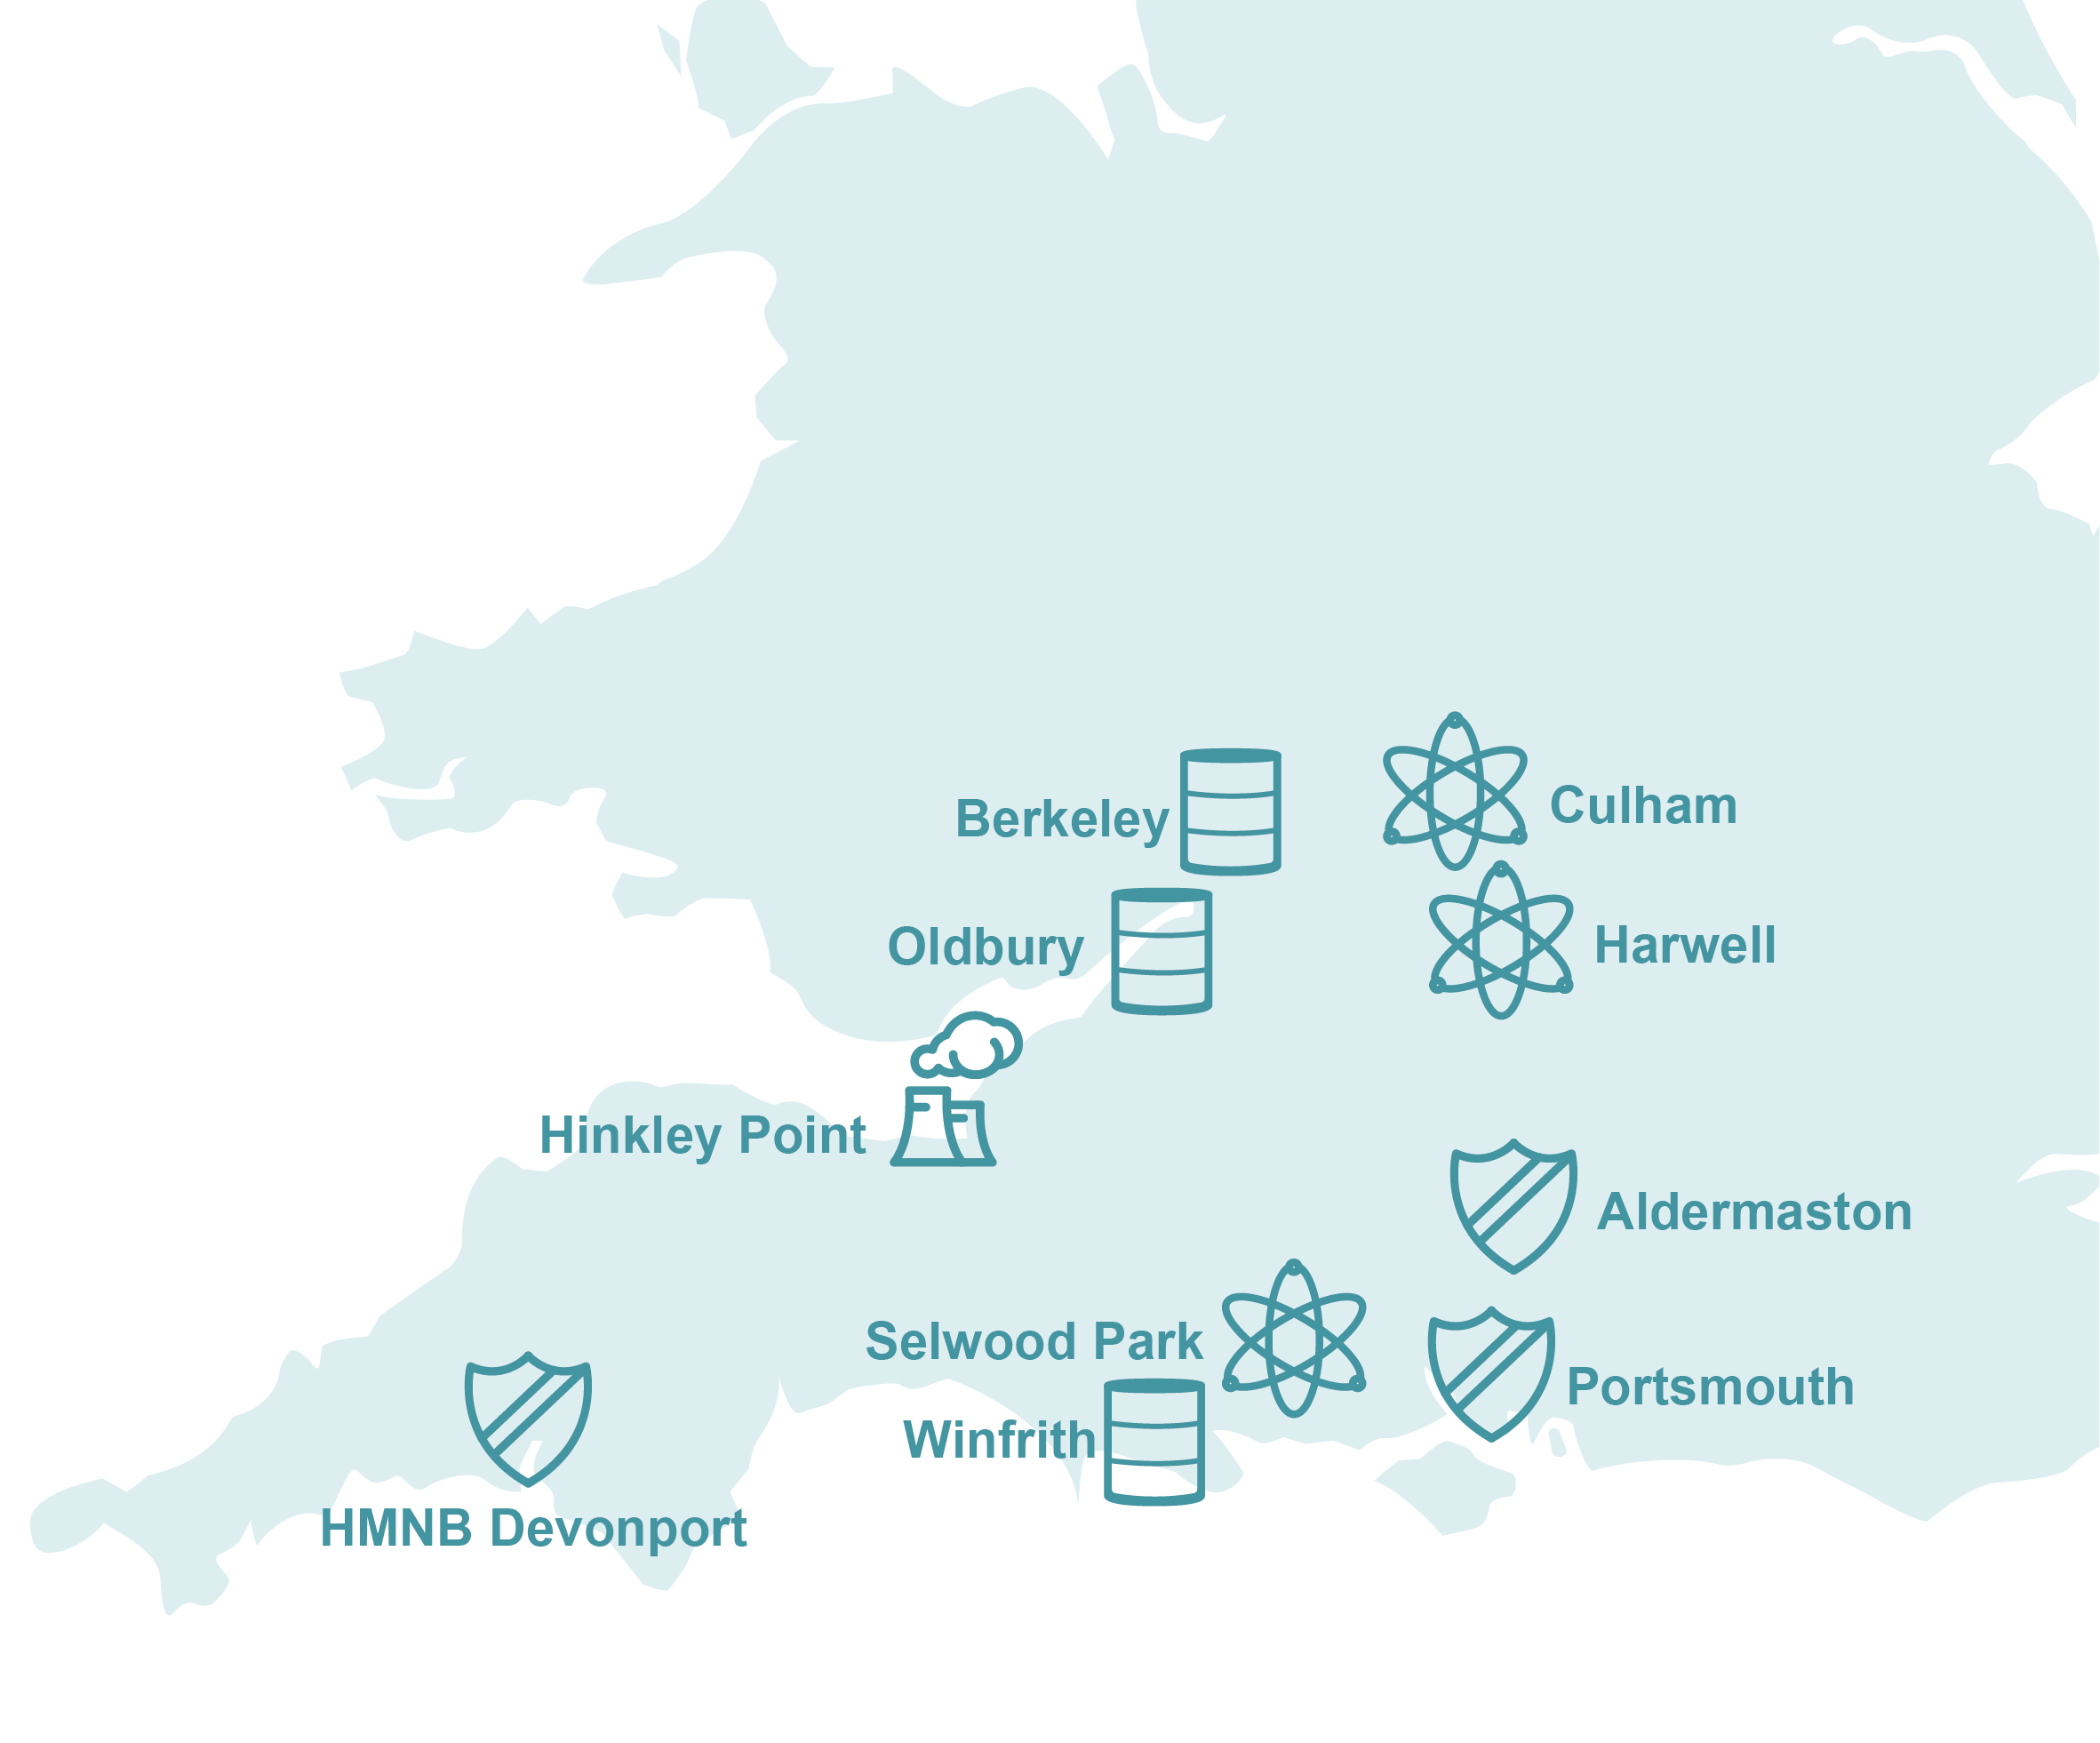 Berkeley
Culham
Oldbury
Harwell
Hinkley Point
Aldermaston
Selwood Park
Portsmouth
Winfrith
HMNB Devonport